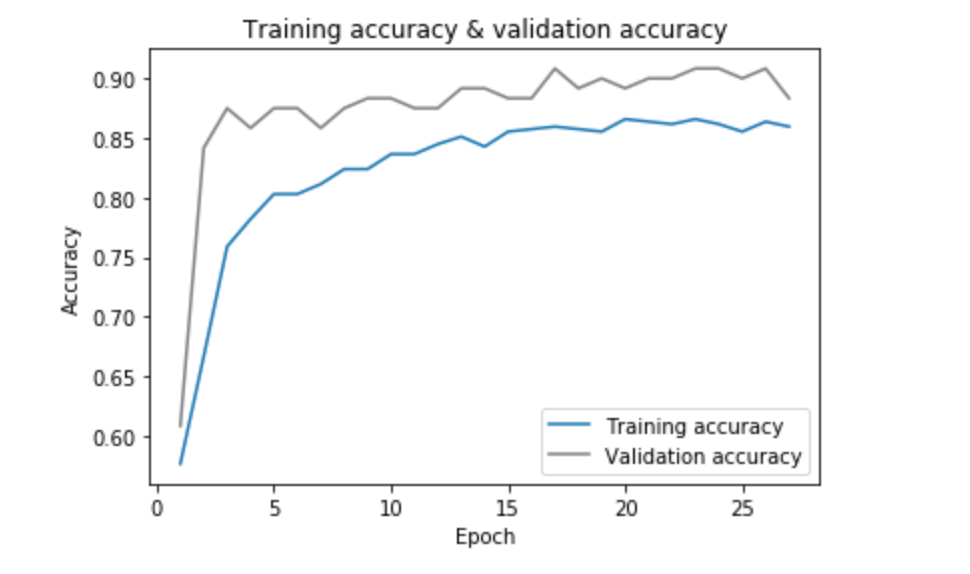 Training accuracy & validation accuracy
0.90
0.85
0.80
0.75
0.70
0.65
0.60
Accuracy
Training accuracy
Validation accuracy
0 5 10 15 20 25
Epoch